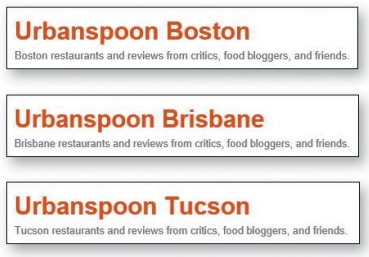 Urbanspoon Boston
Boston restaurants and reviews from critics, food bloggers, and friends.
Urbanspoon Brisbane
Brisbane restaurants and reviews from critics, food bloggers, and friends.
Urbanspoon Tucson
Tucson restaurants and reviews from critics, food bloggers, and friends.